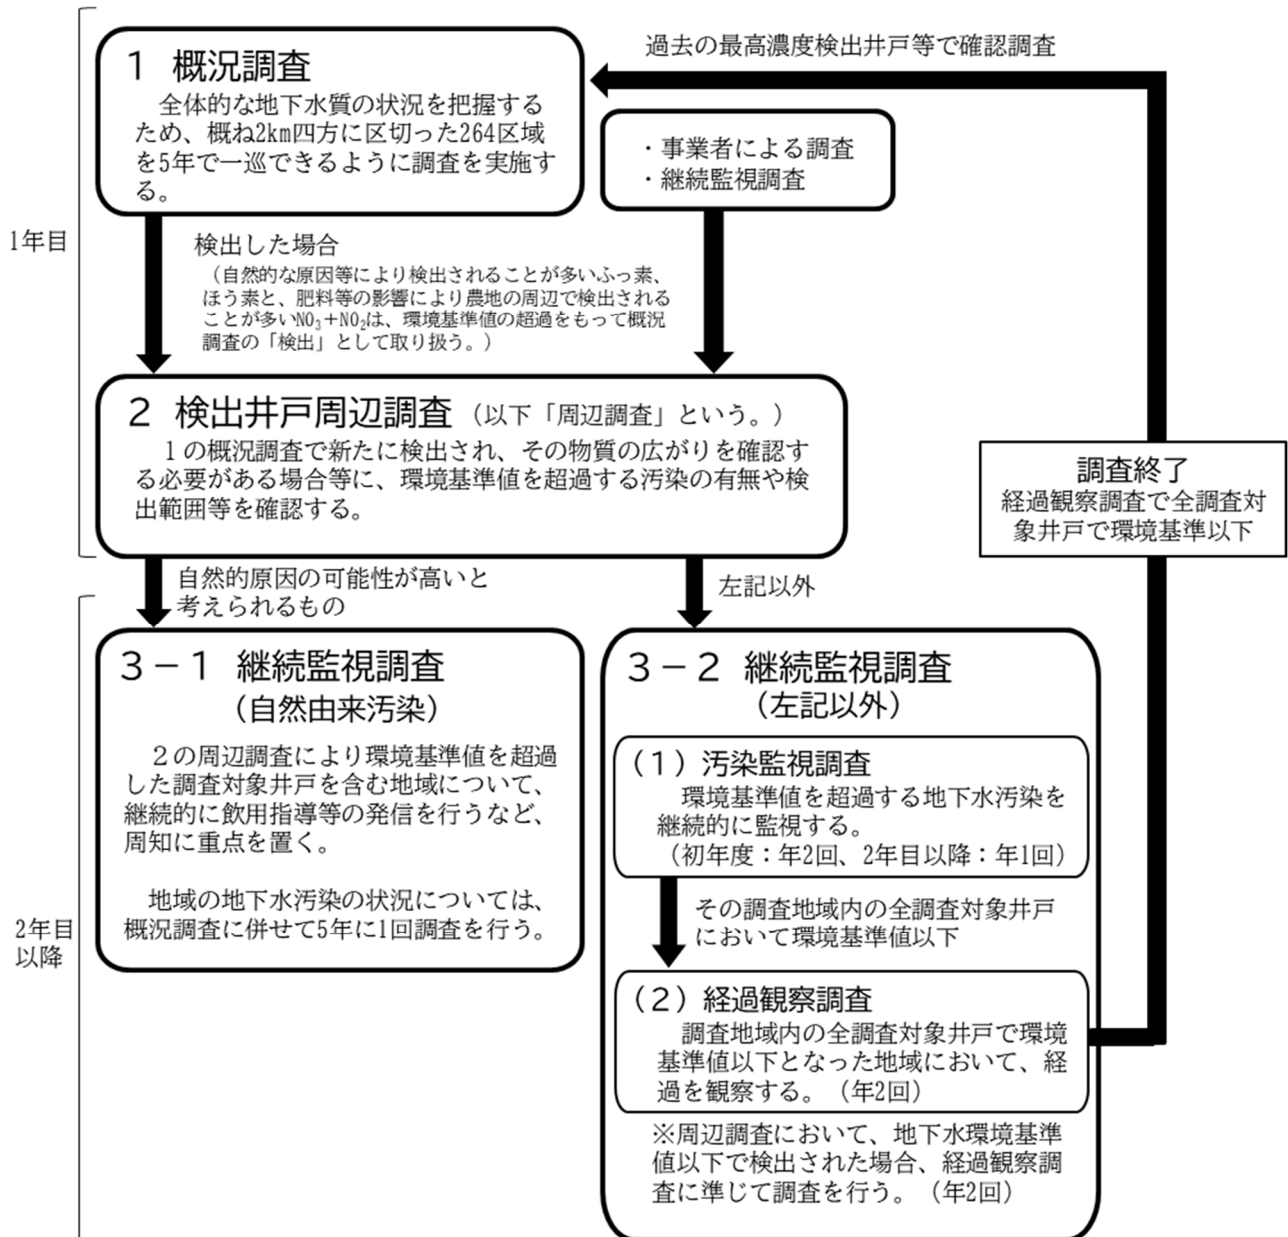 1年目
1 概況調査
全体的な地下水質の状況を把握する
ため、概ね2km四方に区切った264区域
を5年で一巡できるように調査を実施す
る。
過去の最高濃度検出井戸等で確認調査
・事業者による調査
・継続監視調査
検出した場合
（自然的な原因等により検出されることが多いふっ素、
ほう素と、肥料等の影響により農地の周辺で検出される
ことが多いNO₃＋NO₂は、環境基準値の超過をもって概況
調査の「検出」として取り扱う。）
2 検出井戸周辺調査（以下「周辺調査」という。）
1の概況調査で新たに検出され、その物質の広がりを確認す
る必要がある場合等に、環境基準値を超過する汚染の有無や検
出範囲等を確認する。
調査終了
経過観察調査で全調査対
象井戸で環境基準以下
自然的原因の可能性が高いと
考えられるもの
左記以外
2年目
以降
3－1 継続監視調査
（自然由来汚染）
2の周辺調査により環境基準値を超過
した調査対象井戸を含む地域について、
継続的に飲用指導等の発信を行うなど、
周知に重点を置く。
地域の地下水汚染の状況については、
概況調査に併せて5年に1回調査を行う。
3－2 継続監視調査
（左記以外）
（1）汚染監視調査
環境基準値を超過する地下水汚染を
継続的に監視する。
（初年度：年2回、2年目以降：年1回）
その調査地域内の全調査対象井戸
において環境基準値以下
（2）経過観察調査
調査地域内の全調査対象井戸で環境
基準値以下となった地域において、経
過を観察する。（年2回）
※周辺調査において、地下水環境基準
値以下で検出された場合、経過観察調
査に準じて調査を行う。（年2回）